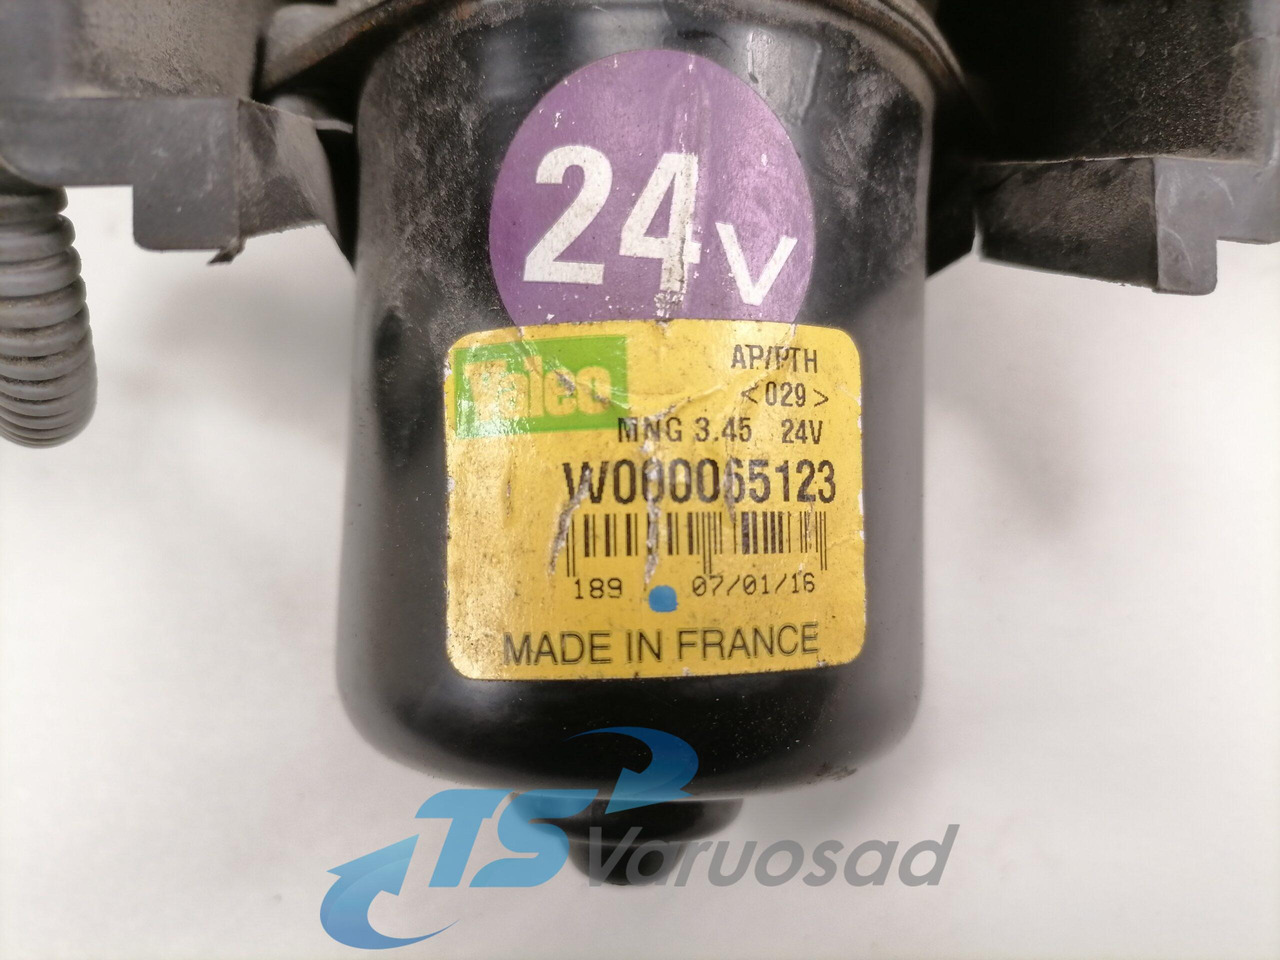 24V
Valeo
AP/PTH
<029>
MNG 3.45 24V
W000065123
189 07/01/16
MADE IN FRANCE
TS Varuosad